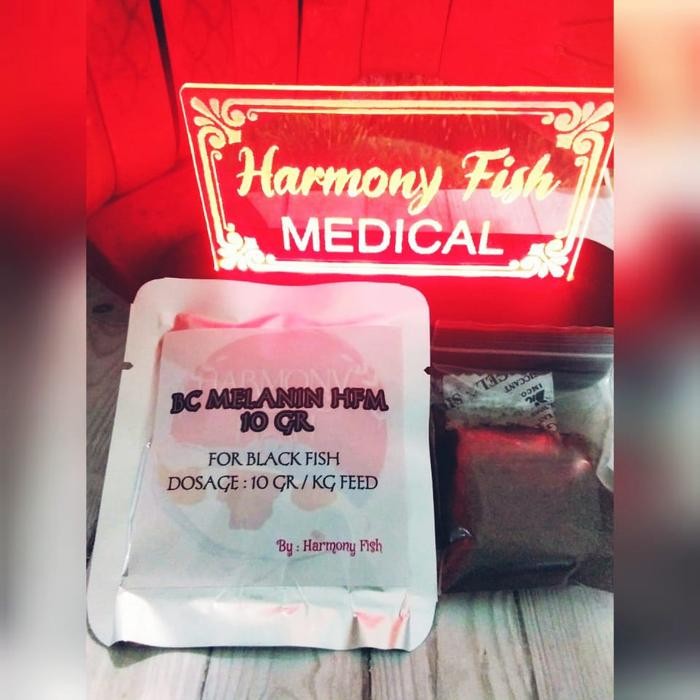 Harmony Fish
MEDICAL
HARMONY
BC MELANIN HFM
10 GR
FOR BLACK FISH
DOSAGE : 10 GR / KG FEED
By : Harmony Fish